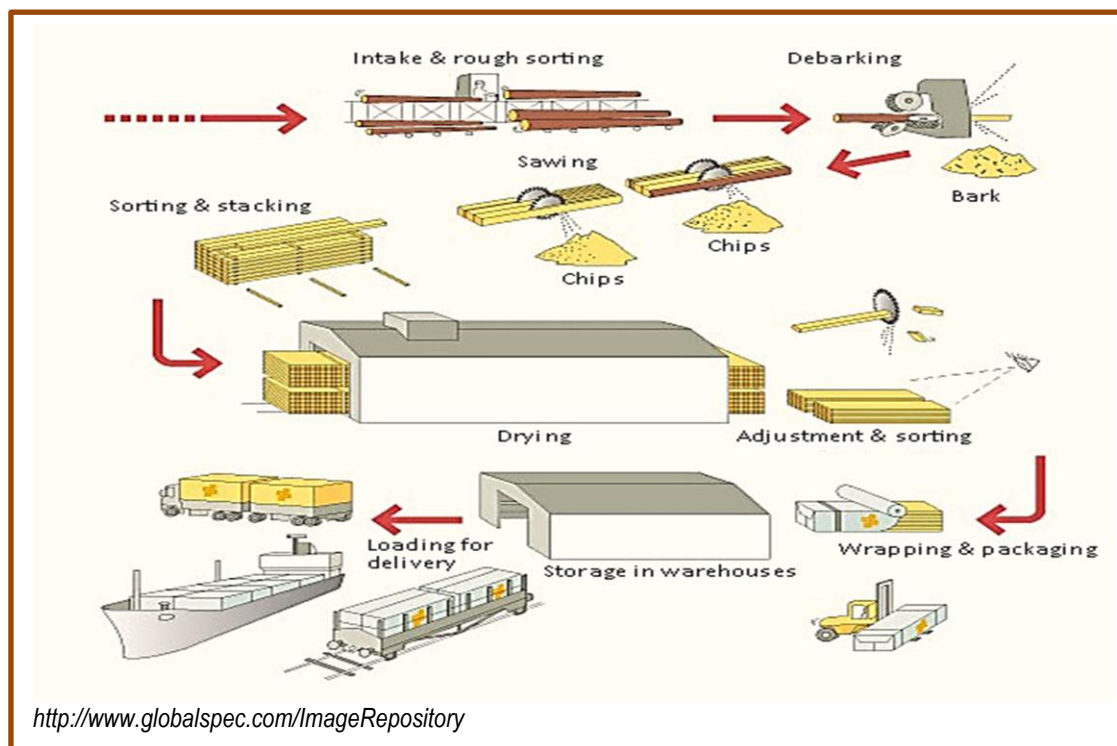 Intake & rough sorting
Debarking
Sawing
Bark
Sorting & stacking
Chips
Chips
Drying
Adjustment & sorting
Wrapping & packaging
Storage in warehouses
Loading for
delivery
http://www.globalspec.com/ImageRepository